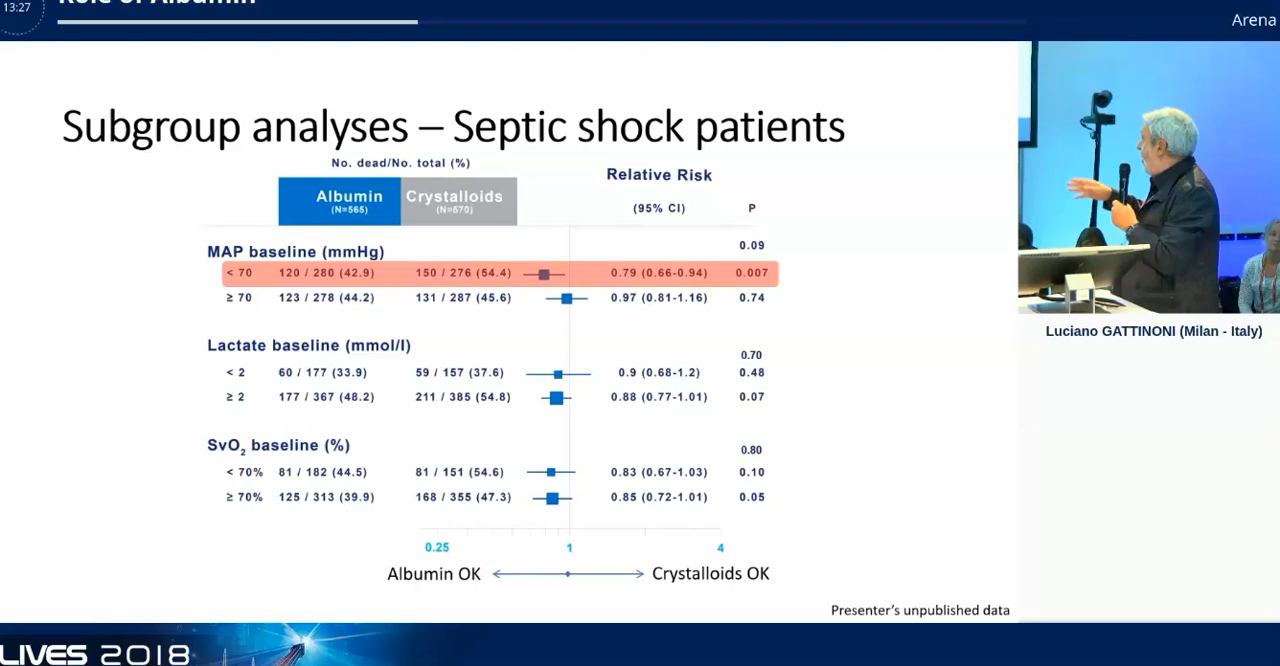 13:27
Role of Albumin
Arena
Subgroup analyses – Septic shock patients
No. dead/No. total (%)
Albumin
(N=565)
Crystalloids
(N=570)
Relative Risk
(95% CI)
P
MAP baseline (mmHg)
0.09
< 70 120 / 280 (42.9) 150 / 276 (54.4) 0.79 (0.66-0.94) 0.007
≥ 70 123 / 278 (44.2) 131 / 287 (45.6) 0.97 (0.81-1.16) 0.74
Lactate baseline (mmol/l)
0.70
< 2 60 / 177 (33.9) 59 / 157 (37.6) 0.9 (0.68-1.2) 0.48
≥ 2 177 / 367 (48.2) 211 / 385 (54.8) 0.88 (0.77-1.01) 0.07
SvO2 baseline (%)
0.80
< 70% 81 / 182 (44.5) 81 / 151 (54.6) 0.83 (0.67-1.03) 0.10
≥ 70% 125 / 313 (39.9) 168 / 355 (47.3) 0.85 (0.72-1.01) 0.05
0.25 1 4
Albumin OK Crystalloids OK
Presenter's unpublished data
Luciano GATTINONI (Milan - Italy)
LIVES 2018